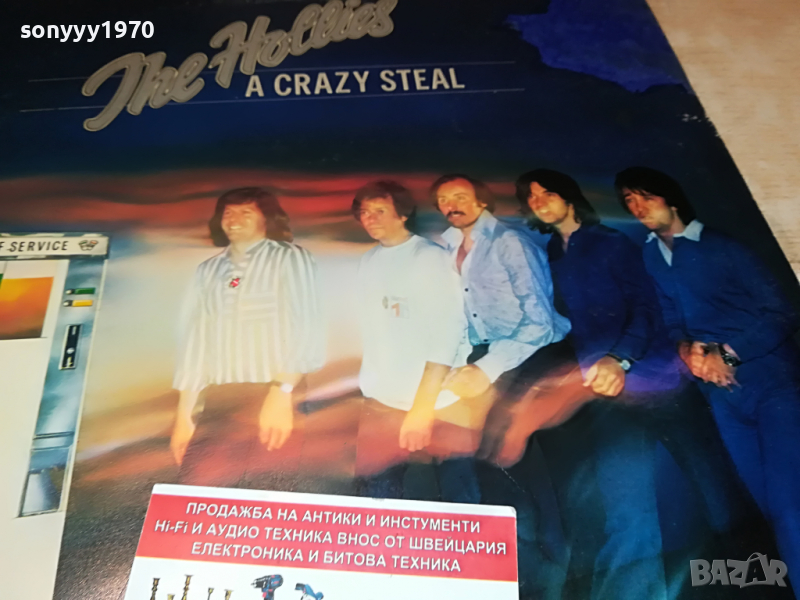 sonyyy1970
The Hollies
A CRAZY STEAL
F SERVICE
ПРОДАЖБА НА АНТИКИ И ИНСТУМЕНТИ
Hi-Fi И АУДИО ТЕХНИКА ВНОС ОТ ШВЕЙЦАРИЯ
ЕЛЕКТРОНИКА И БИТОВА ТЕХНИКА
BAZAR